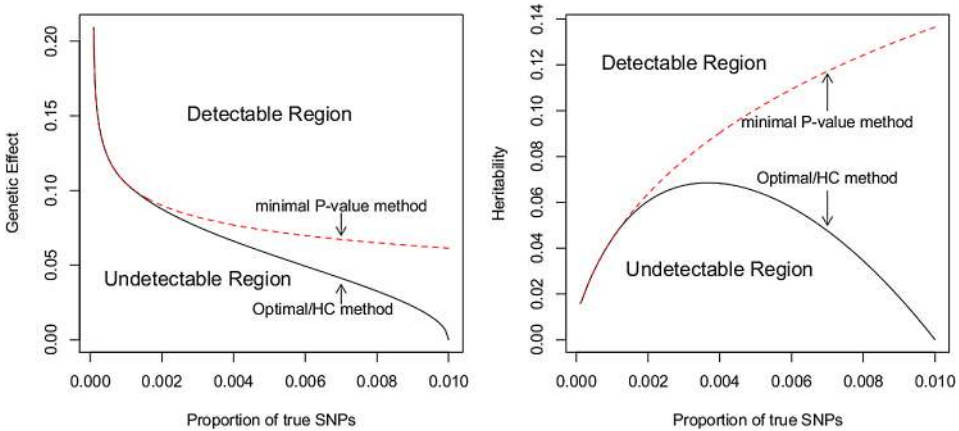 Genetic Effect
0.20
0.15
0.10
0.05
0.00
Detectable Region
minimal P-value method
Undetectable Region
Optimal/HC method
0.000 0.002 0.004 0.006 0.008 0.010
Proportion of true SNPs
Heritability
0.14
0.12
0.10
0.08
0.06
0.04
0.02
0.00
Detectable Region
minimal P-value method
Optimal/HC method
Undetectable Region
0.000 0.002 0.004 0.006 0.008 0.010
Proportion of true SNPs